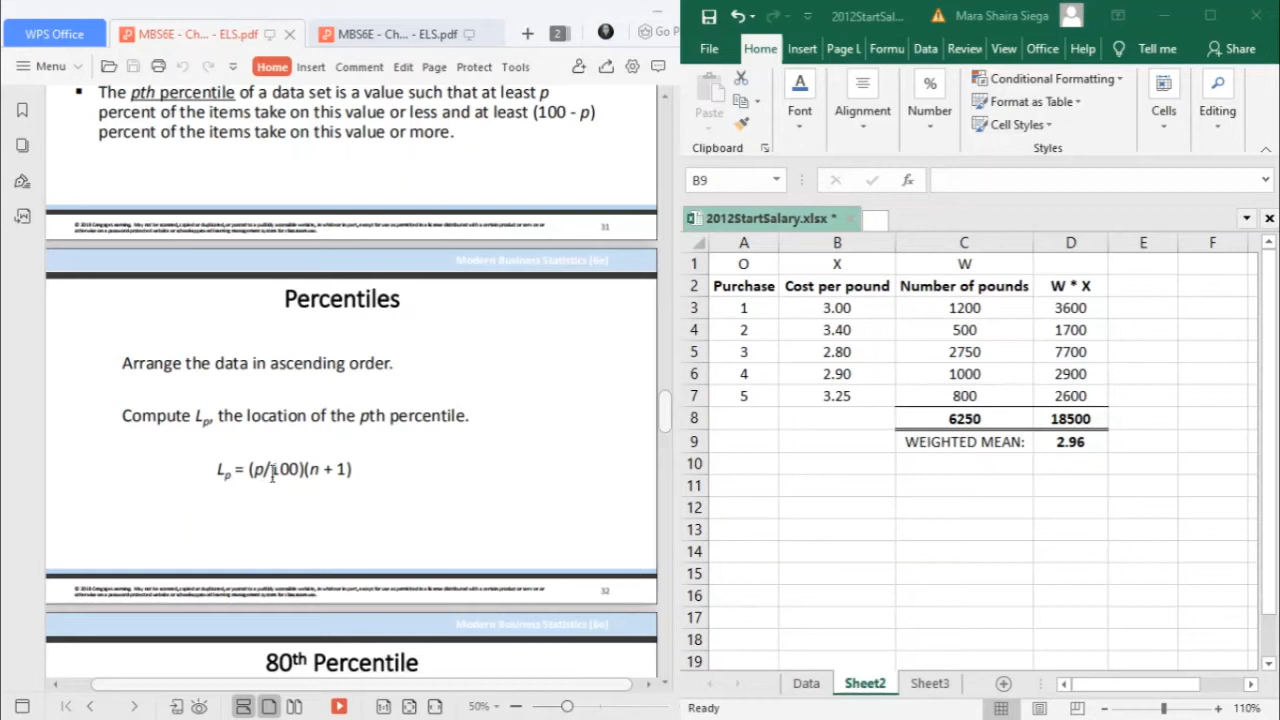 WPS Office
MBS6E - Ch... - ELS.pdf
MBS6E - Ch... - ELS.pdf
2
Go P
Menu
Home Insert Comment Edit Page Protect Tools
▪ The pth percentile of a data set is a value such that at least p
percent of the items take on this value or less and at least (100 - p)
percent of the items take on this value or more.
31
Modern Business Statistics (6e)
Percentiles
Arrange the data in ascending order.
Compute Lp, the location of the pth percentile.
Lp = (p/100)(n + 1)
32
Modern Business Statistics (6e)
80th Percentile
50%
2012StartSal...
Mara Shaira Siega
File Home Insert Page L Formu Data Review View Office Help Tell me Share
Paste
Font
Alignment
Number
Conditional Formatting
Format as Table
Cell Styles
Cells
Editing
Clipboard
Styles
B9
fx
2012StartSalary.xlsx *
A B C D E F
1 O X W
2 Purchase Cost per pound Number of pounds W * X
3 1 3.00 1200 3600
4 2 3.40 500 1700
5 3 2.80 2750 7700
6 4 2.90 1000 2900
7 5 3.25 800 2600
8 6250 18500
9 WEIGHTED MEAN: 2.96
10
11
12
13
14
15
16
17
18
19
Data Sheet2 Sheet3
Ready
110%